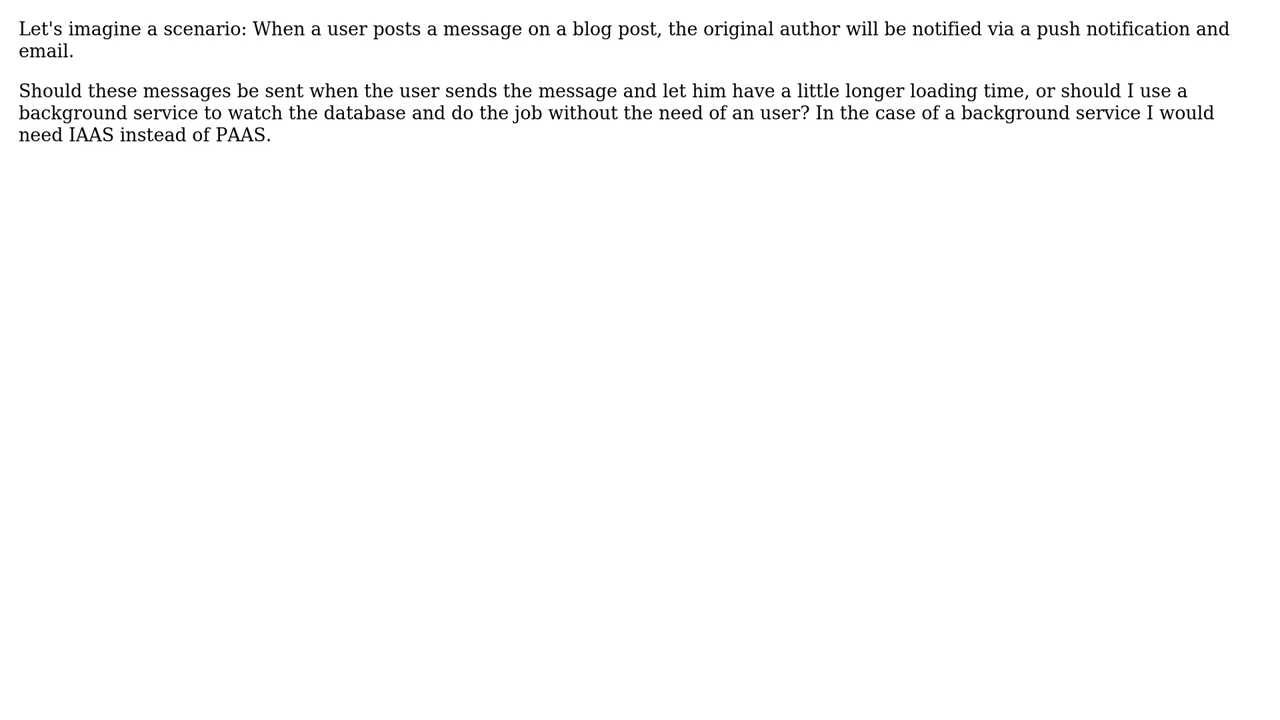 Let's imagine a scenario: When a user posts a message on a blog post, the original author will be notified via a push notification and
email.
Should these messages be sent when the user sends the message and let him have a little longer loading time, or should I use a
background service to watch the database and do the job without the need of an user? In the case of a background service I would
need IAAS instead of PAAS.